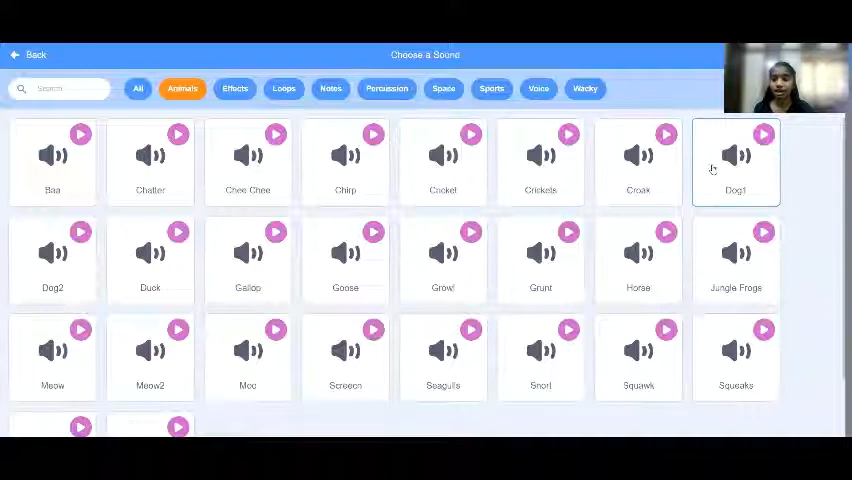 Back
Choose a Sound
Search
All
Animals
Effects
Loops
Notes
Percussion
Space
Sports
Voice
Wacky
Baa
Chatter
Chee Chee
Chirp
Cricket
Crickets
Croak
Dog1
Dog2
Duck
Gallop
Goose
Growl
Grunt
Horse
Jungle Frogs
Meow
Meow2
Moo
Screech
Seagulls
Snort
Squawk
Squeaks